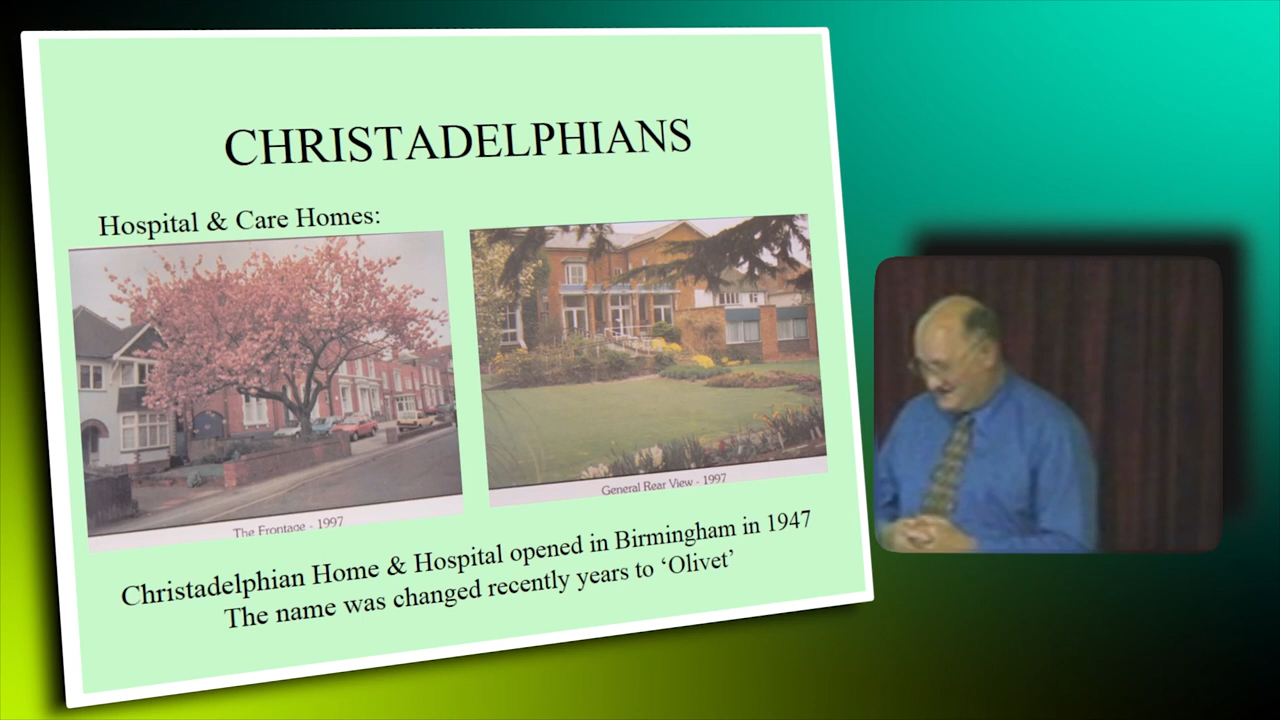 CHRISTADELPHIANS
Hospital & Care Homes:
The Frontage - 1997
General Rear View - 1997
Christadelphian Home & Hospital opened in Birmingham in 1947
The name was changed recently years to ‘Olivet’